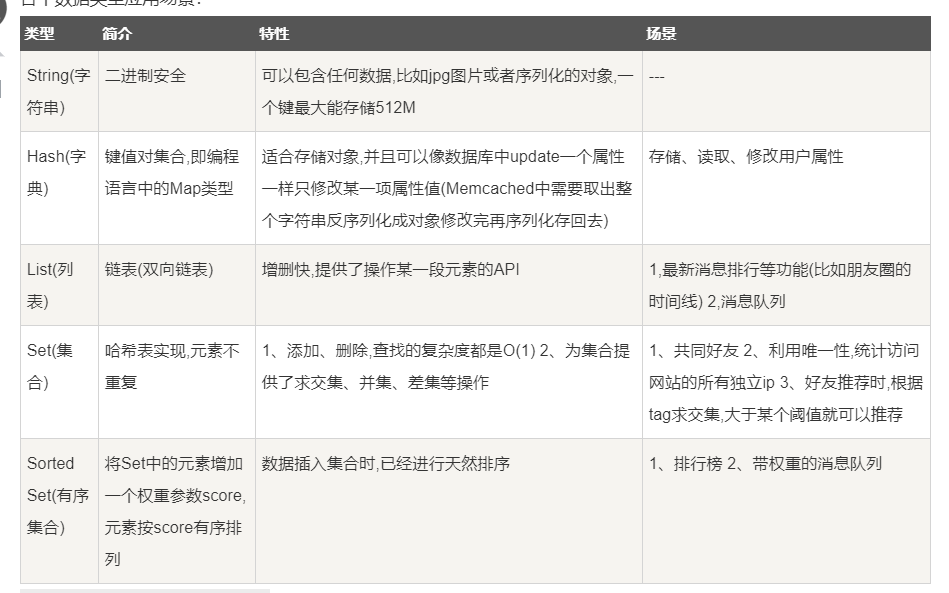 各个数据类型应用场景：
类型 简介 特性 场景
String(字符串) 二进制安全 可以包含任何数据,比如jpg图片或者序列化的对象,一个键最大能存储512M ---
Hash(字典) 键值对集合,即编程语言中的Map类型 适合存储对象,并且可以像数据库中update一个属性一样只修改某一项属性值(Memcached中需要取出整个字符串反序列化成对象修改完再序列化存回去) 存储、读取、修改用户属性
List(列表) 链表(双向链表) 增删快,提供了操作某一段元素的API 1,最新消息排行等功能(比如朋友圈的时间线) 2,消息队列
Set(集合) 哈希表实现,元素不重复 1、添加、删除,查找的复杂度都是O(1) 2、为集合提供了求交集、并集、差集等操作 1、共同好友 2、利用唯一性,统计访问网站的所有独立ip 3、好友推荐时,根据tag求交集,大于某个阈值就可以推荐
Sorted Set(有序集合) 将Set中的元素增加一个权重参数score,元素按score有序排列 数据插入集合时,已经进行天然排序 1、排行榜 2、带权重的消息队列